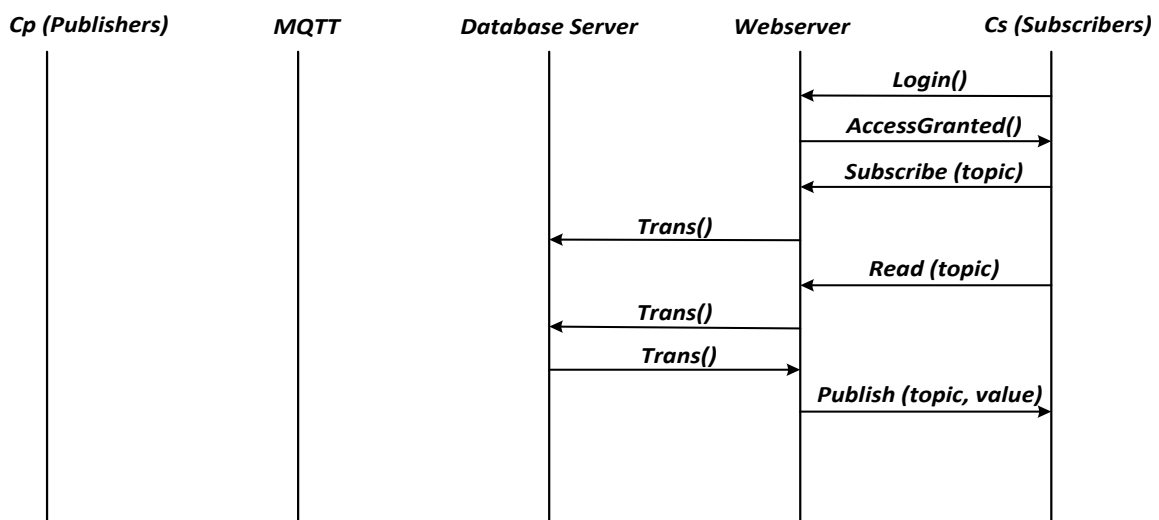 Cp (Publishers)
MQTT
Database Server
Webserver
Cs (Subscribers)
Login()
AccessGranted()
Subscribe (topic)
Trans()
Read (topic)
Trans()
Trans()
Publish (topic, value)